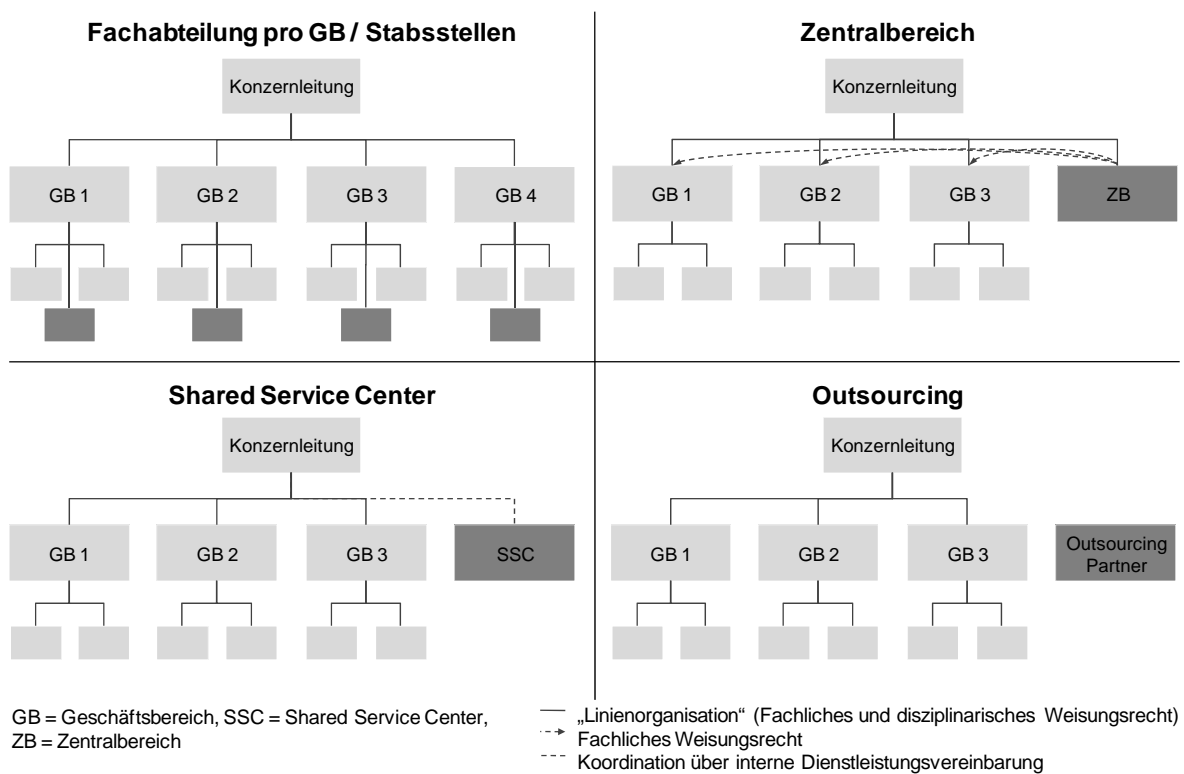 Fachabteilung pro GB / Stabsstellen
Konzernleitung
GB 1
GB 2
GB 3
GB 4
Zentralbereich
Konzernleitung
GB 1
GB 2
GB 3
ZB
Shared Service Center
Konzernleitung
GB 1
GB 2
GB 3
SSC
Outsourcing
Konzernleitung
GB 1
GB 2
GB 3
Outsourcing
Partner
GB = Geschäftsbereich, SSC = Shared Service Center,
ZB = Zentralbereich
„Linienorganisation“ (Fachliches und disziplinarisches Weisungsrecht)
Fachliches Weisungsrecht
Koordination über interne Dienstleistungsvereinbarung